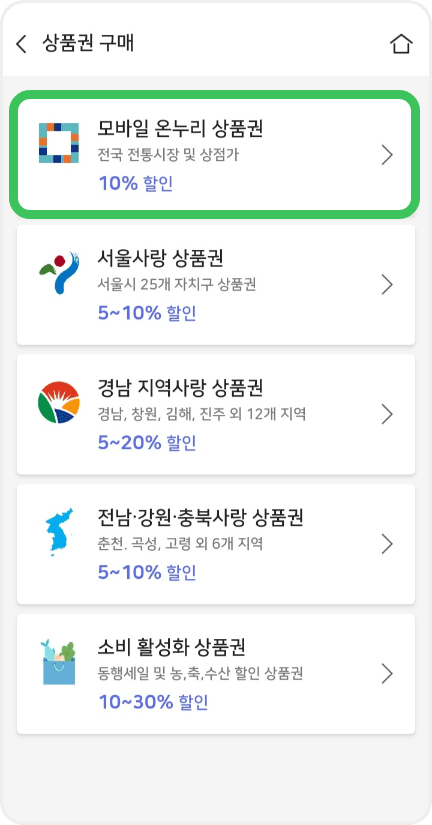 상품권 구매
모바일 온누리 상품권
전국 전통시장 및 상점가
10% 할인
서울사랑 상품권
서울시 25개 자치구 상품권
5~10% 할인
경남 지역사랑 상품권
경남, 창원, 김해, 진주 외 12개 지역
5~20% 할인
전남·강원·충북사랑 상품권
춘천. 곡성, 고령 외 6개 지역
5~10% 할인
소비 활성화 상품권
동행세일 및 농,축,수산 할인 상품권
10~30% 할인